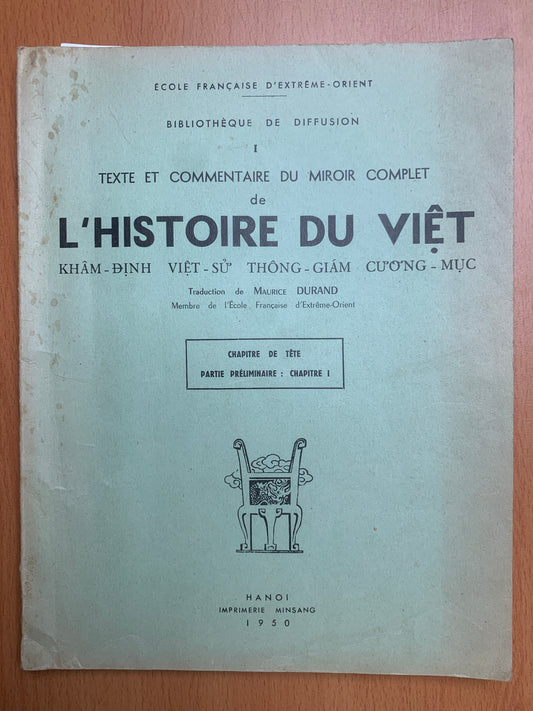 ÉCOLE FRANÇAISE D'EXTRÊME-ORIENT
BIBLIOTHÈQUE DE DIFFUSION
I
TEXTE ET COMMENTAIRE DU MIROIR COMPLET
de
L'HISTOIRE DU VIỆT
KHÂM-ĐỊNH VIỆT-SỬ THÔNG-GIÁM CƯƠNG-MỤC
Traduction de MAURICE DURAND
Membre de l'École Française d'Extrême-Orient
CHAPITRE DE TÊTE
PARTIE PRÉLIMINAIRE : CHAPITRE I
HANOI
IMPRIMERIE MINSANG
1950